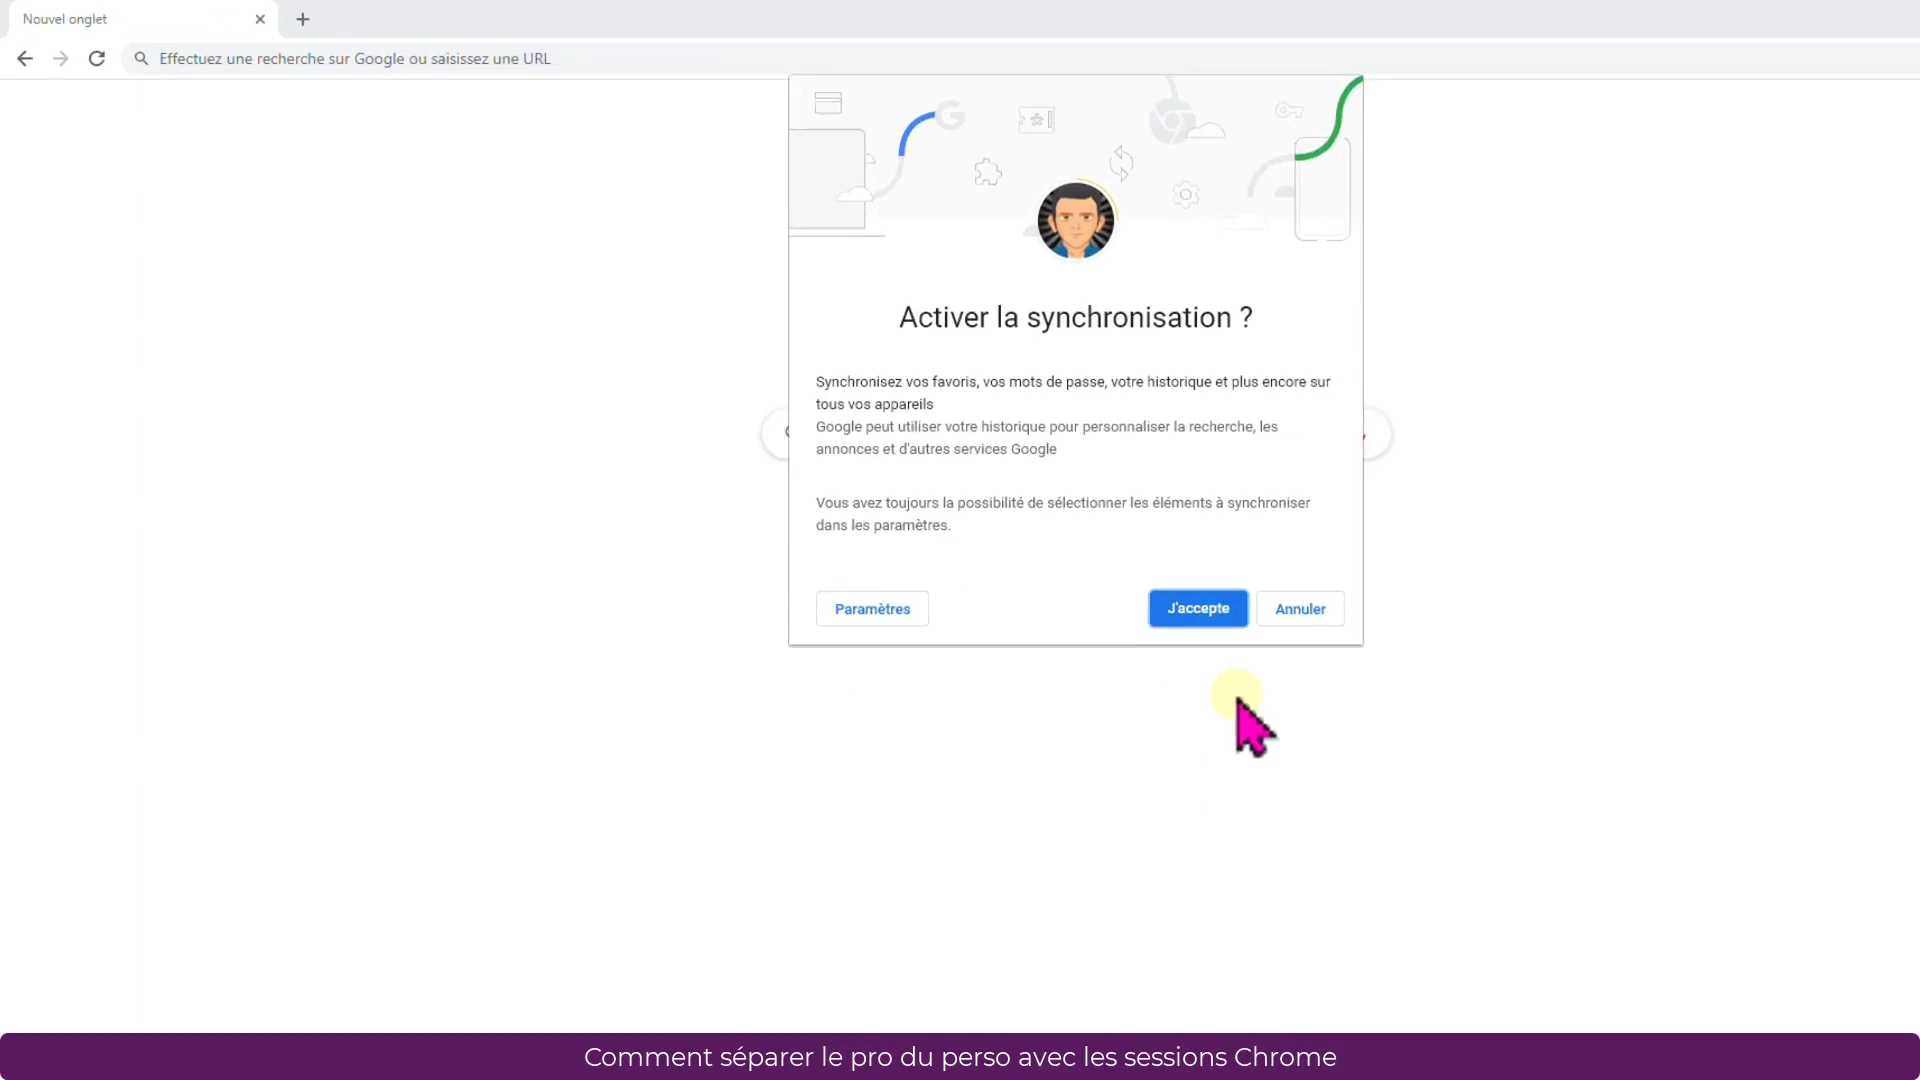 Nouvel onglet
Effectuez une recherche sur Google ou saisissez une URL
Activer la synchronisation ?
Synchronisez vos favoris, vos mots de passe, votre historique et plus encore sur
tous vos appareils
Google peut utiliser votre historique pour personnaliser la recherche, les
annonces et d'autres services Google
Vous avez toujours la possibilité de sélectionner les éléments à synchroniser
dans les paramètres.
Paramètres
J'accepte
Annuler
Comment séparer le pro du perso avec les sessions Chrome